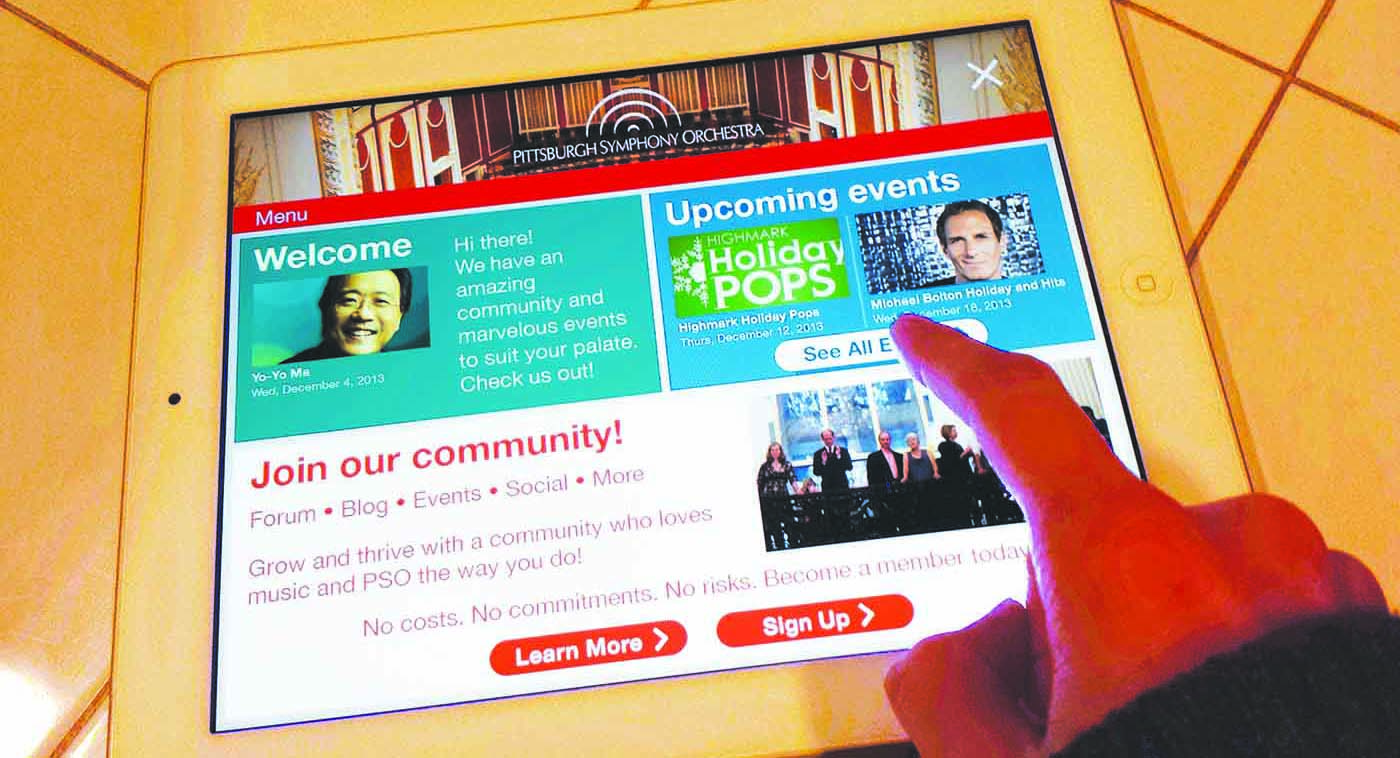 PITTSBURGH SYMPHONY ORCHESTRA
Menu
Welcome
Yo-Yo Ma
Wed, December 4, 2013
Hi there!
We have an
amazing
community and
marvelous events
to suit your palate.
Check us out!
Upcoming events
HIGHMARK
Holiday
POPS
Highmark Holiday Pops
Thurs, December 12, 2013
Michael Bolton Holiday and Hits
Wed, December 18, 2013
See All E
Join our community!
Forum • Blog • Events • Social • More
Grow and thrive with a community who loves
music and PSO the way you do!
No costs. No commitments. No risks. Become a member today
Learn More
Sign Up